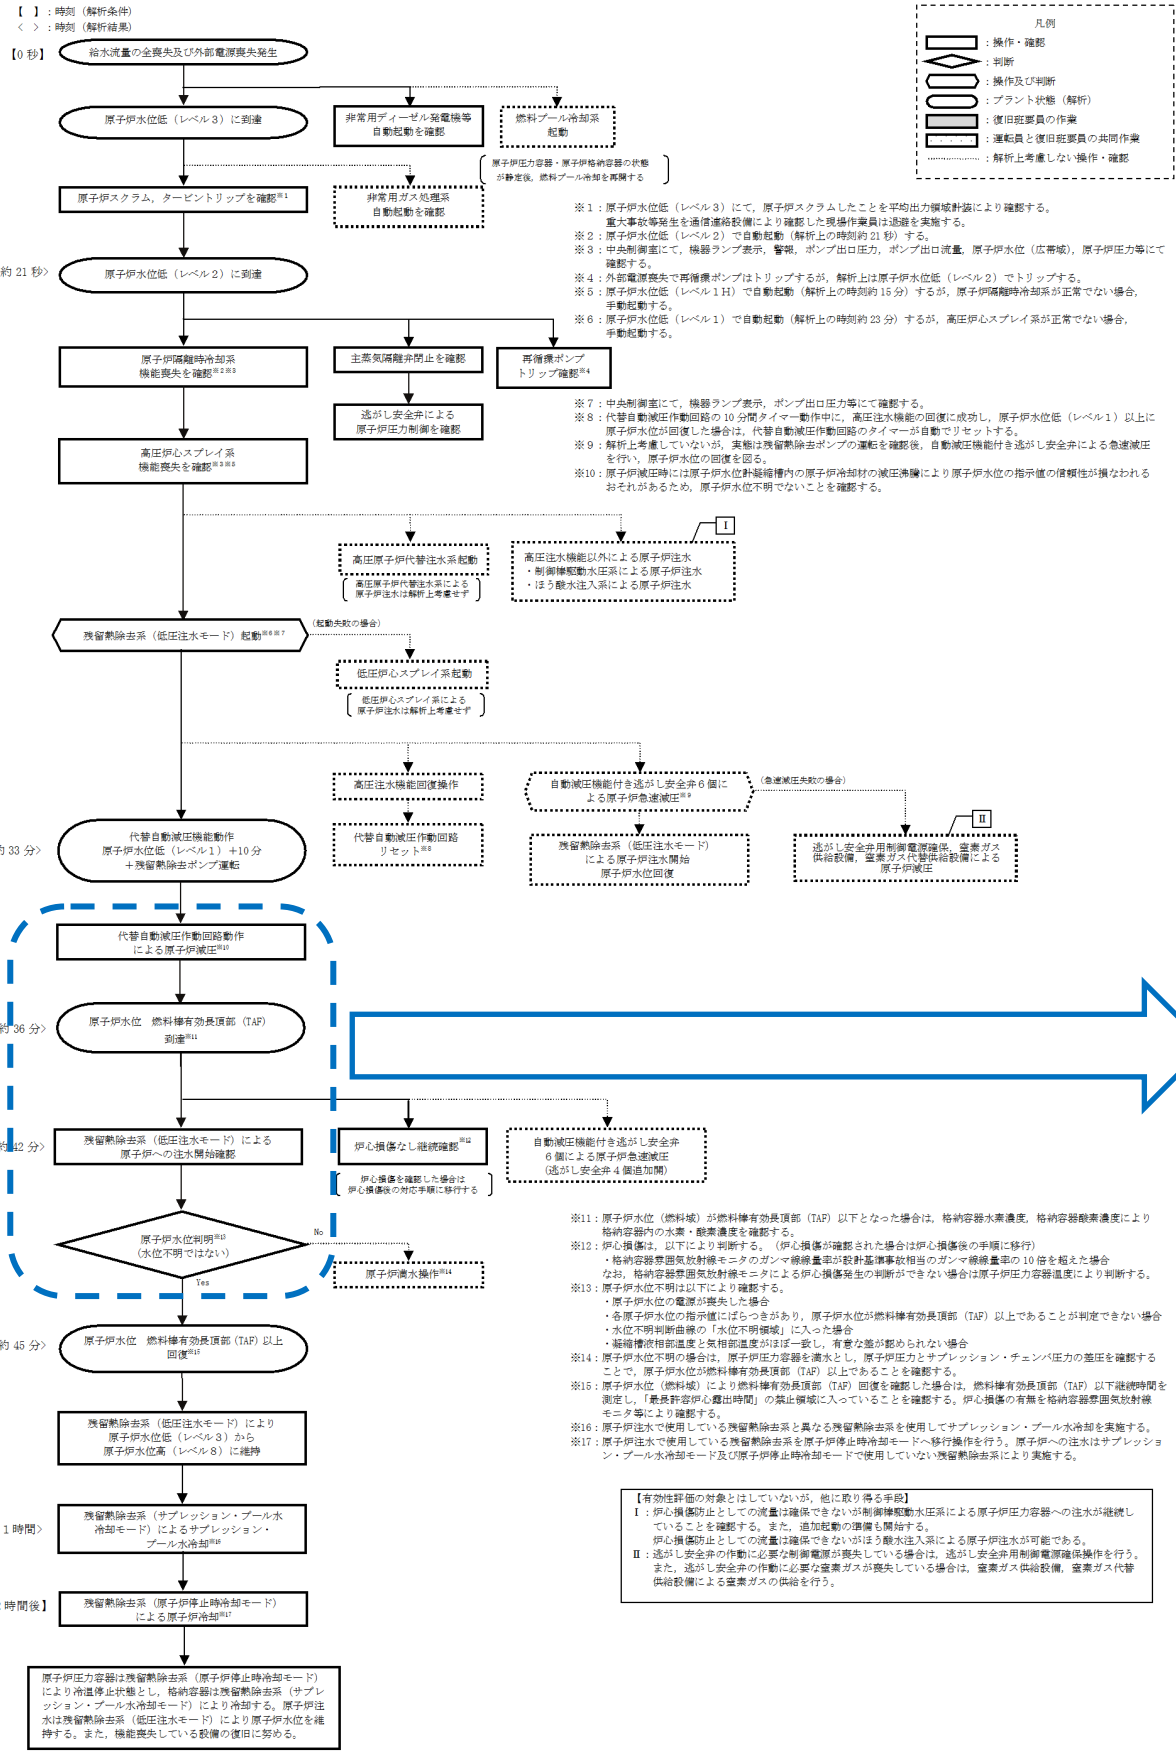 【　】：時刻（解析条件）
＜　＞：時刻（解析結果）
【0秒】
給水流量の全喪失及び外部電源喪失発生
原子炉水位低（レベル３）に到達
非常用ディーゼル発電機等
自動起動を確認
燃料プール冷却系
起動
原子炉圧力容器・原子炉格納容器の状態
が静定後，燃料プール冷却を再開する
原子炉スクラム，タービントリップを確認※1
非常用ガス処理系
自動起動を確認
凡例
：操作・確認
：判断
：操作及び判断
：プラント状態（解析）
：復旧班要員の作業
：運転員と復旧班要員の共同作業
：解析上考慮しない操作・確認
※１：原子炉水位低（レベル３）にて，原子炉スクラムしたことを平均出力領域計装により確認する。
重大事故等発生を通信連絡設備により確認した現場作業員は退避を実施する。
※２：原子炉水位低（レベル２）で自動起動（解析上の時刻約21秒）する。
※３：中央制御室にて，機器ランプ表示，警報，ポンプ出口圧力，ポンプ出口流量，原子炉水位（広帯域），原子炉圧力等にて
確認する。
※４：外部電源喪失で再循環ポンプはトリップするが，解析上は原子炉水位低（レベル２）でトリップする。
※５：原子炉水位低（レベル１Ｈ）で自動起動（解析上の時刻約15分）するが，原子炉隔離時冷却系が正常でない場合，
手動起動する。
※６：原子炉水位低（レベル１）で自動起動（解析上の時刻約23分）するが，高圧炉心スプレイ系が正常でない場合，
手動起動する。
約21秒＞
原子炉水位低（レベル２）に到達
原子炉隔離時冷却系
機能喪失を確認※2※3
主蒸気隔離弁閉止を確認
再循環ポンプ
トリップ確認※4
逃がし安全弁による
原子炉圧力制御を確認
高圧炉心スプレイ系
機能喪失を確認※3※5
※７：中央制御室にて，機器ランプ表示，ポンプ出口圧力等にて確認する。
※８：代替自動減圧作動回路の10分間タイマー動作中に，高圧注水機能の回復に成功し，原子炉水位低（レベル１）以上に
原子炉水位が回復した場合は，代替自動減圧作動回路のタイマーが自動でリセットする。
※９：解析上考慮していないが，実態は残留熱除去ポンプの運転を確認後，自動減圧機能付き逃がし安全弁による急速減圧
を行い，原子炉水位の回復を図る。
※10：原子炉減圧時には原子炉水位計凝縮槽内の原子炉冷却材の減圧沸騰により原子炉水位の指示値の信頼性が損なわれる
おそれがあるため，原子炉水位不明でないことを確認する。
Ⅰ
高圧原子炉代替注水系起動
高圧原子炉代替注水系による
原子炉注水は解析上考慮せず
高圧注水機能以外による原子炉注水
・制御棒駆動水圧系による原子炉注水
・ほう酸水注入系による原子炉注水
残留熱除去系（低圧注水モード）起動※6※7
（起動失敗の場合）
低圧炉心スプレイ系起動
低圧炉心スプレイ系による
原子炉注水は解析上考慮せず
高圧注水機能回復操作
自動減圧機能付き逃がし安全弁６個に
よる原子炉急速減圧※9
（急速減圧失敗の場合）
Ⅱ
約33分＞
代替自動減圧機能動作
原子炉水位低（レベル１）+10分
+残留熱除去ポンプ運転
代替自動減圧作動回路
リセット※8
残留熱除去系（低圧注水モード）
による原子炉注水開始
原子炉水位回復
逃がし安全弁用制御電源確保，窒素ガス
供給設備，窒素ガス代替供給設備による
原子炉減圧
代替自動減圧作動回路動作
による原子炉減圧※10
約36分＞
原子炉水位　燃料棒有効長頂部（TAF）
到達※11
約42分＞
残留熱除去系（低圧注水モード）による
原子炉への注水開始確認
炉心損傷なし継続確認※12
炉心損傷を確認した場合は
炉心損傷後の対応手順に移行する
自動減圧機能付き逃がし安全弁
６個による原子炉急速減圧
（逃がし安全弁４個追加開）
原子炉水位判明※13
（水位不明ではない）
No
Yes
原子炉満水操作※14
※11：原子炉水位（燃料域）が燃料棒有効長頂部（TAF）以下となった場合は，格納容器水素濃度，格納容器酸素濃度により
格納容器内の水素・酸素濃度を確認する。
※12：炉心損傷は，以下により判断する。（炉心損傷が確認された場合は炉心損傷後の手順に移行）
・格納容器雰囲気放射線モニタのガンマ線線量率が設計基準事故相当のガンマ線線量率の10倍を超えた場合
なお，格納容器雰囲気放射線モニタによる炉心損傷発生の判断ができない場合は原子炉圧力容器温度により判断する。
※13：原子炉水位不明は以下により確認する。
・原子炉水位の電源が喪失した場合
・各原子炉水位の指示値にばらつきがあり，原子炉水位が燃料棒有効長頂部（TAF）以上であることが判定できない場合
・水位不明判断曲線の「水位不明領域」に入った場合
・凝縮槽液相部温度と気相部温度がほぼ一致し，有意な差が認められない場合
※14：原子炉水位不明の場合は，原子炉圧力容器を満水とし，原子炉圧力とサプレッション・チェンバ圧力の差圧を確認する
ことで，原子炉水位が燃料棒有効長頂部（TAF）以上であることを確認する。
※15：原子炉水位（燃料域）により燃料棒有効長頂部（TAF）回復を確認した場合は，燃料棒有効長頂部（TAF）以下継続時間を
測定し，「最長許容炉心露出時間」の禁止領域に入っていることを確認する。炉心損傷の有無を格納容器雰囲気放射線
モニタ等により確認する。
※16：原子炉注水で使用している残留熱除去系と異なる残留熱除去系を使用してサプレッション・プール水冷却を実施する。
※17：原子炉注水で使用している残留熱除去系を原子炉停止時冷却モードへ移行操作を行う。原子炉への注水はサプレッショ
ン・プール水冷却モード及び原子炉停止時冷却モードで使用していない残留熱除去系により実施する。
約45分＞
原子炉水位　燃料棒有効長頂部(TAF)以上
回復※15
残留熱除去系（低圧注水モード）により
原子炉水位低（レベル３）から
原子炉水位高（レベル８）に維持
1時間＞
残留熱除去系（サプレッション・プール水
冷却モード）によるサプレッション・
プール水冷却※16
時間後】
残留熱除去系（原子炉停止時冷却モード）
による原子炉冷却※17
原子炉圧力容器は残留熱除去系（原子炉停止時冷却モード）
により冷温停止状態とし，格納容器は残留熱除去系（サプレ
ッション・プール水冷却モード）により冷却する。原子炉注
水は残留熱除去系（低圧注水モード）により原子炉水位を維
持する。また，機能喪失している設備の復旧に努める。
【有効性評価の対象とはしていないが，他に取り得る手段】
Ⅰ：炉心損傷防止としての流量は確保できないが制御棒駆動水圧系による原子炉圧力容器への注水が継続し
ていることを確認する。また，追加起動の準備も開始する。
炉心損傷防止としての流量は確保できないがほう酸水注入系による原子炉注水が可能である。
Ⅱ：逃がし安全弁の作動に必要な制御電源が喪失している場合は，逃がし安全弁用制御電源確保操作を行う。
また，逃がし安全弁の作動に必要な窒素ガスが喪失している場合は，窒素ガス供給設備，窒素ガス代替
供給設備による窒素ガスの供給を行う。